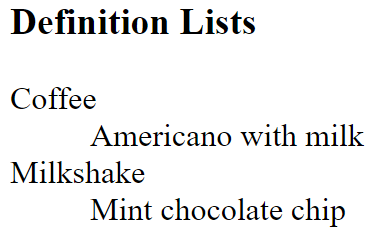 Definition Lists
Coffee
Americano with milk
Milkshake
Mint chocolate chip